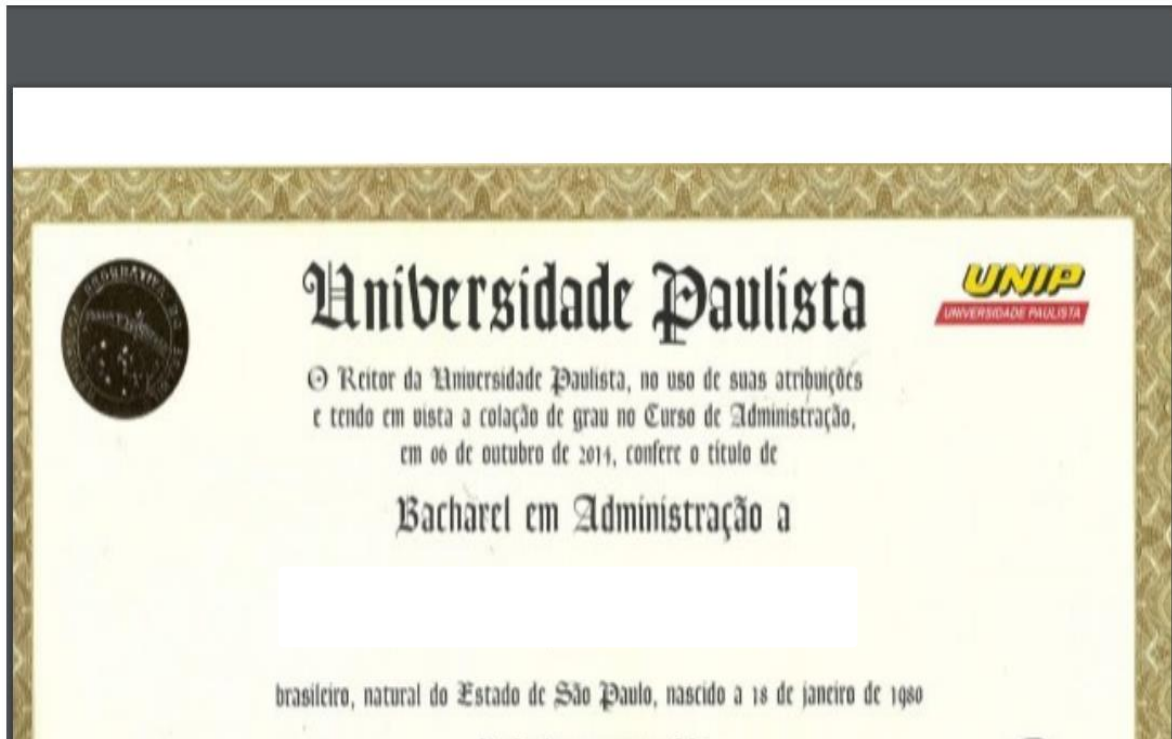 Universidade Paulista
UNIP
UNIVERSIDADE PAULISTA
O Reitor da Universidade Paulista, no uso de suas atribuições
e tendo em vista a colação de grau no Curso de Administração,
em 06 de outubro de 2014, confere o título de
Bacharel em Administração a
brasileiro, natural do Estado de São Paulo, nascido a 18 de janeiro de 1980